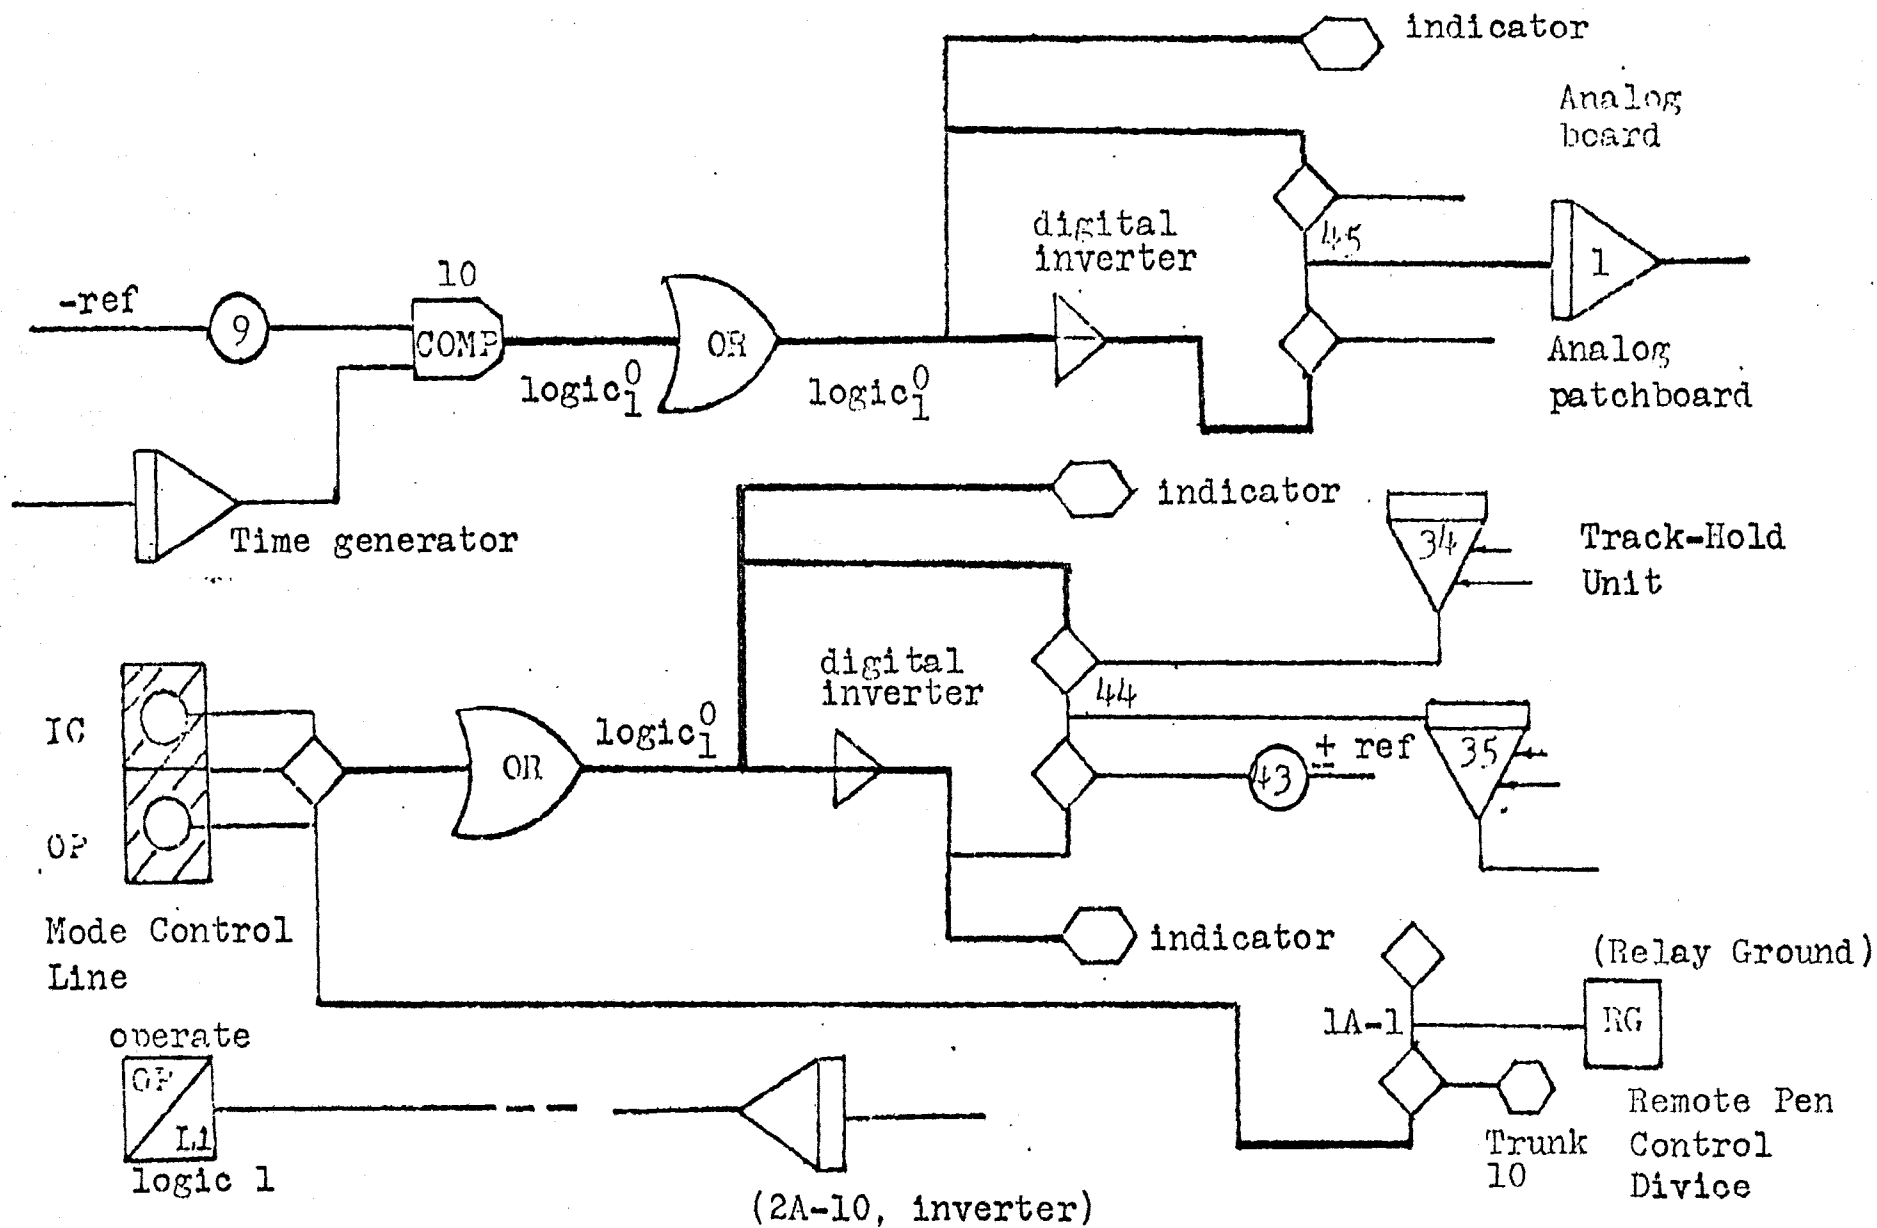 indicator
Analog
board
digital
inverter
45
1
10
-ref
9
COMP
OR
logic 0
1
logic 0
1
Analog
patchboard
Time generator
indicator
34
Track-Hold
Unit
digital
inverter
44
IC
OR
logic 0
1
± ref
43
35
OP
Mode Control
Line
indicator
(Relay Ground)
1A-1
RG
operate
OP
L1
logic 1
Remote Pen
Control
Divice
Trunk
10
(2A-10, inverter)